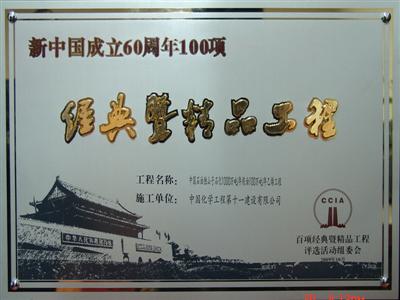 新中国成立60周年100项
经典暨精品工程
工程名称：
施工单位：中国化学工程第十一建设有限公司
CCIA
百项经典暨精品工程
评选活动组委会